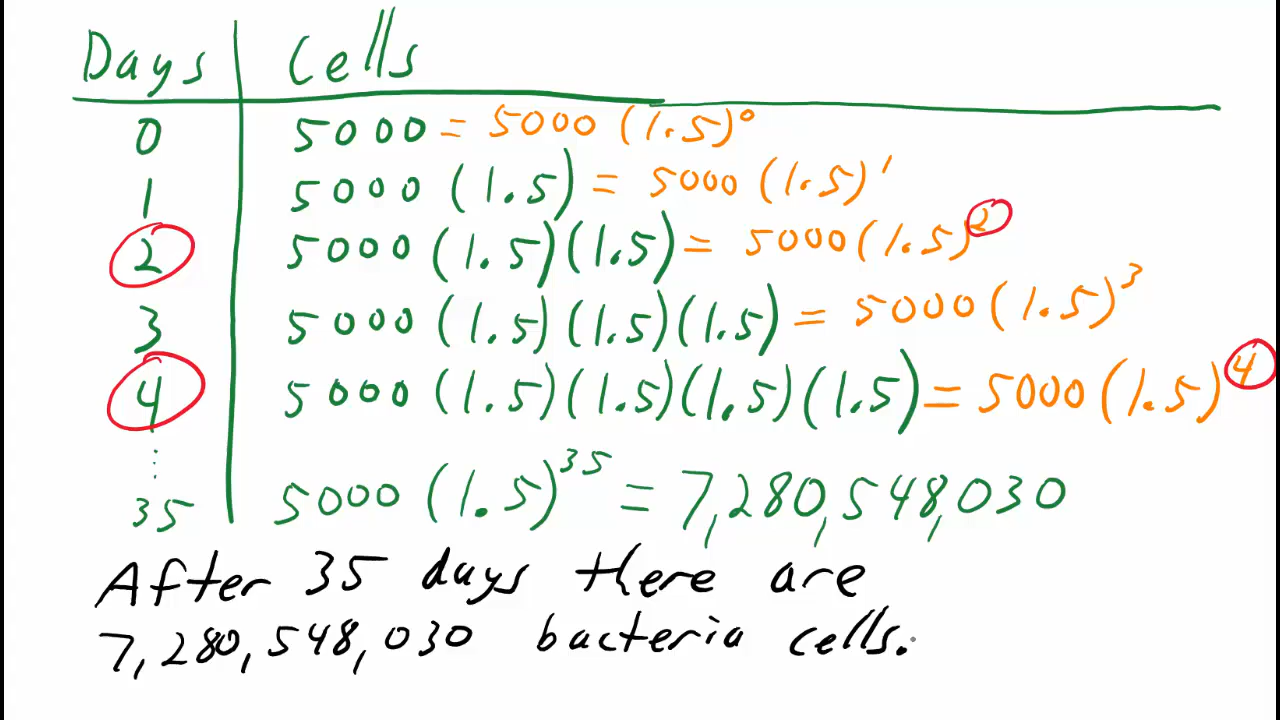 Days Cells
0 5000 = 5000 (1.5)⁰
1 5000 (1.5) = 5000 (1.5)¹
2 5000 (1.5)(1.5) = 5000 (1.5)²
3 5000 (1.5)(1.5)(1.5) = 5000 (1.5)³
4 5000 (1.5)(1.5)(1.5)(1.5) = 5000 (1.5)⁴
⋮
35 5000 (1.5)³⁵ = 7,280,548,030
After 35 days there are
7,280,548,030 bacteria cells.